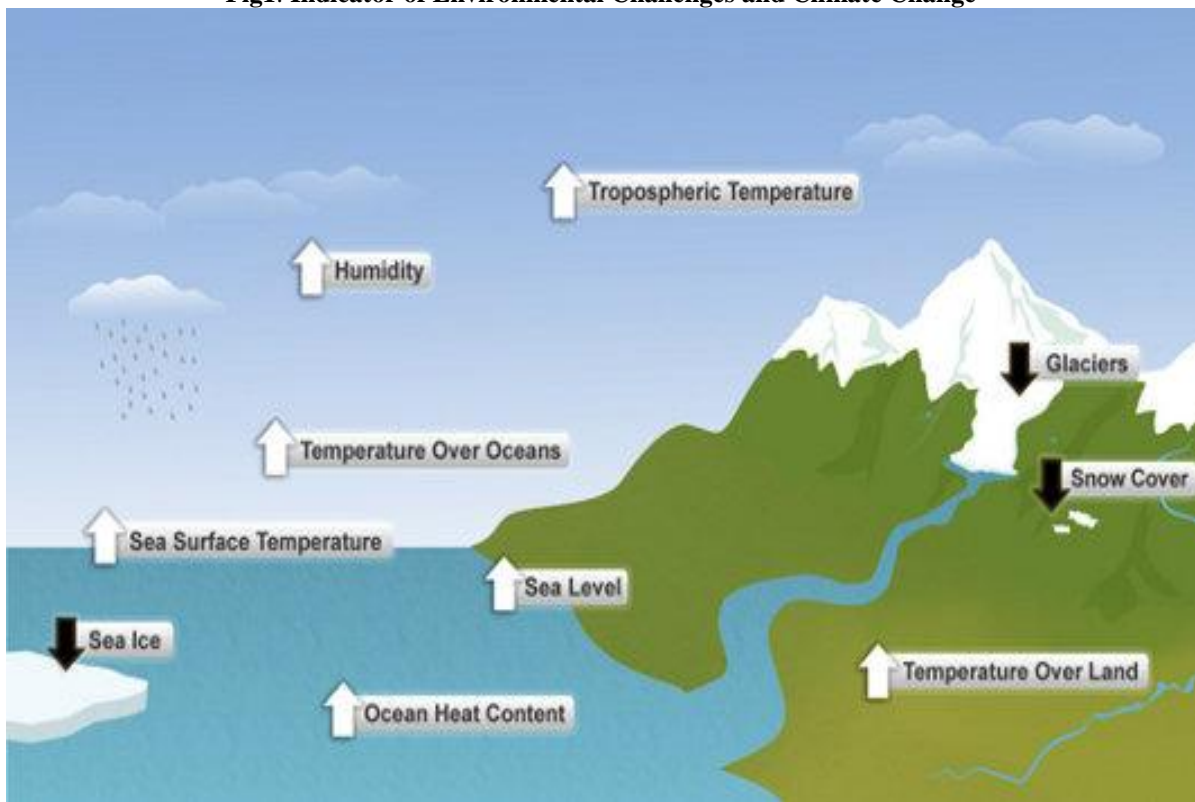 Fig1: Indicator of Environmental Challenges and Climate Change
Tropospheric Temperature
Humidity
Glaciers
Temperature Over Oceans
Snow Cover
Sea Surface Temperature
Sea Level
Sea Ice
Temperature Over Land
Ocean Heat Content